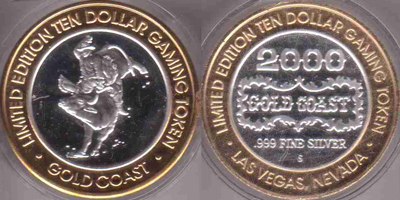 LIMITED EDITION TEN DOLLAR GAMING TOKEN
• GOLD COAST •
LIMITED EDITION TEN DOLLAR GAMING TOKEN
2000
GOLD COAST
.999 FINE SILVER
S
• LAS VEGAS, NEVADA •